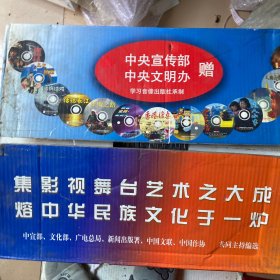 中央宣传部
中央文明办
赠
学习音像出版社承制
集影视舞台艺术之大成
熔中华民族文化于一炉
中宣部、文化部、广电总局、新闻出版署、中国文联、中国作协 共同主持编选